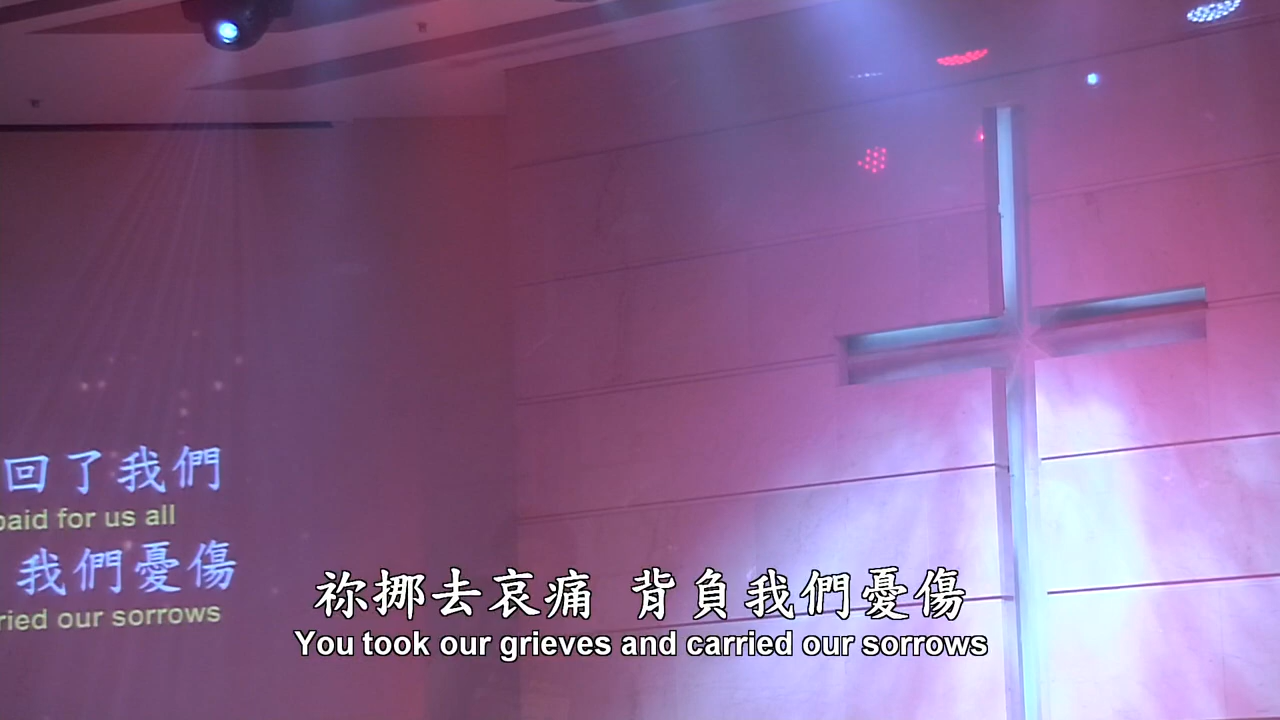 回了我們
paid for us all
我們憂傷
ried our sorrows
祢挪去哀痛 背負我們憂傷
You took our grieves and carried our sorrows